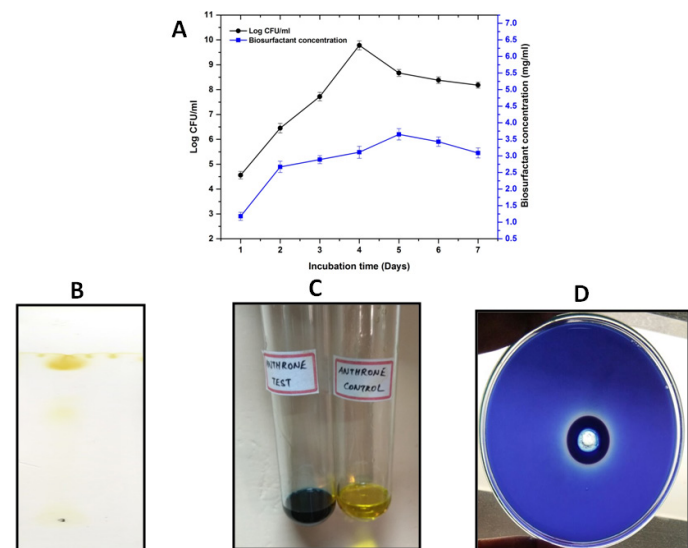 A
Log CFU/ml
Biosurfactant concentration
11
10
9
8
7
6
5
4
3
2
Log CFU/ml
7.0
6.5
6.0
5.5
5.0
4.5
4.0
3.5
3.0
2.5
2.0
1.5
1.0
0.5
Biosurfactant concentration (mg/ml)
1 2 3 4 5 6 7
Incubation time (Days)
B
C
D
ANTHRONE
TEST
ANTHRONE
CONTROL